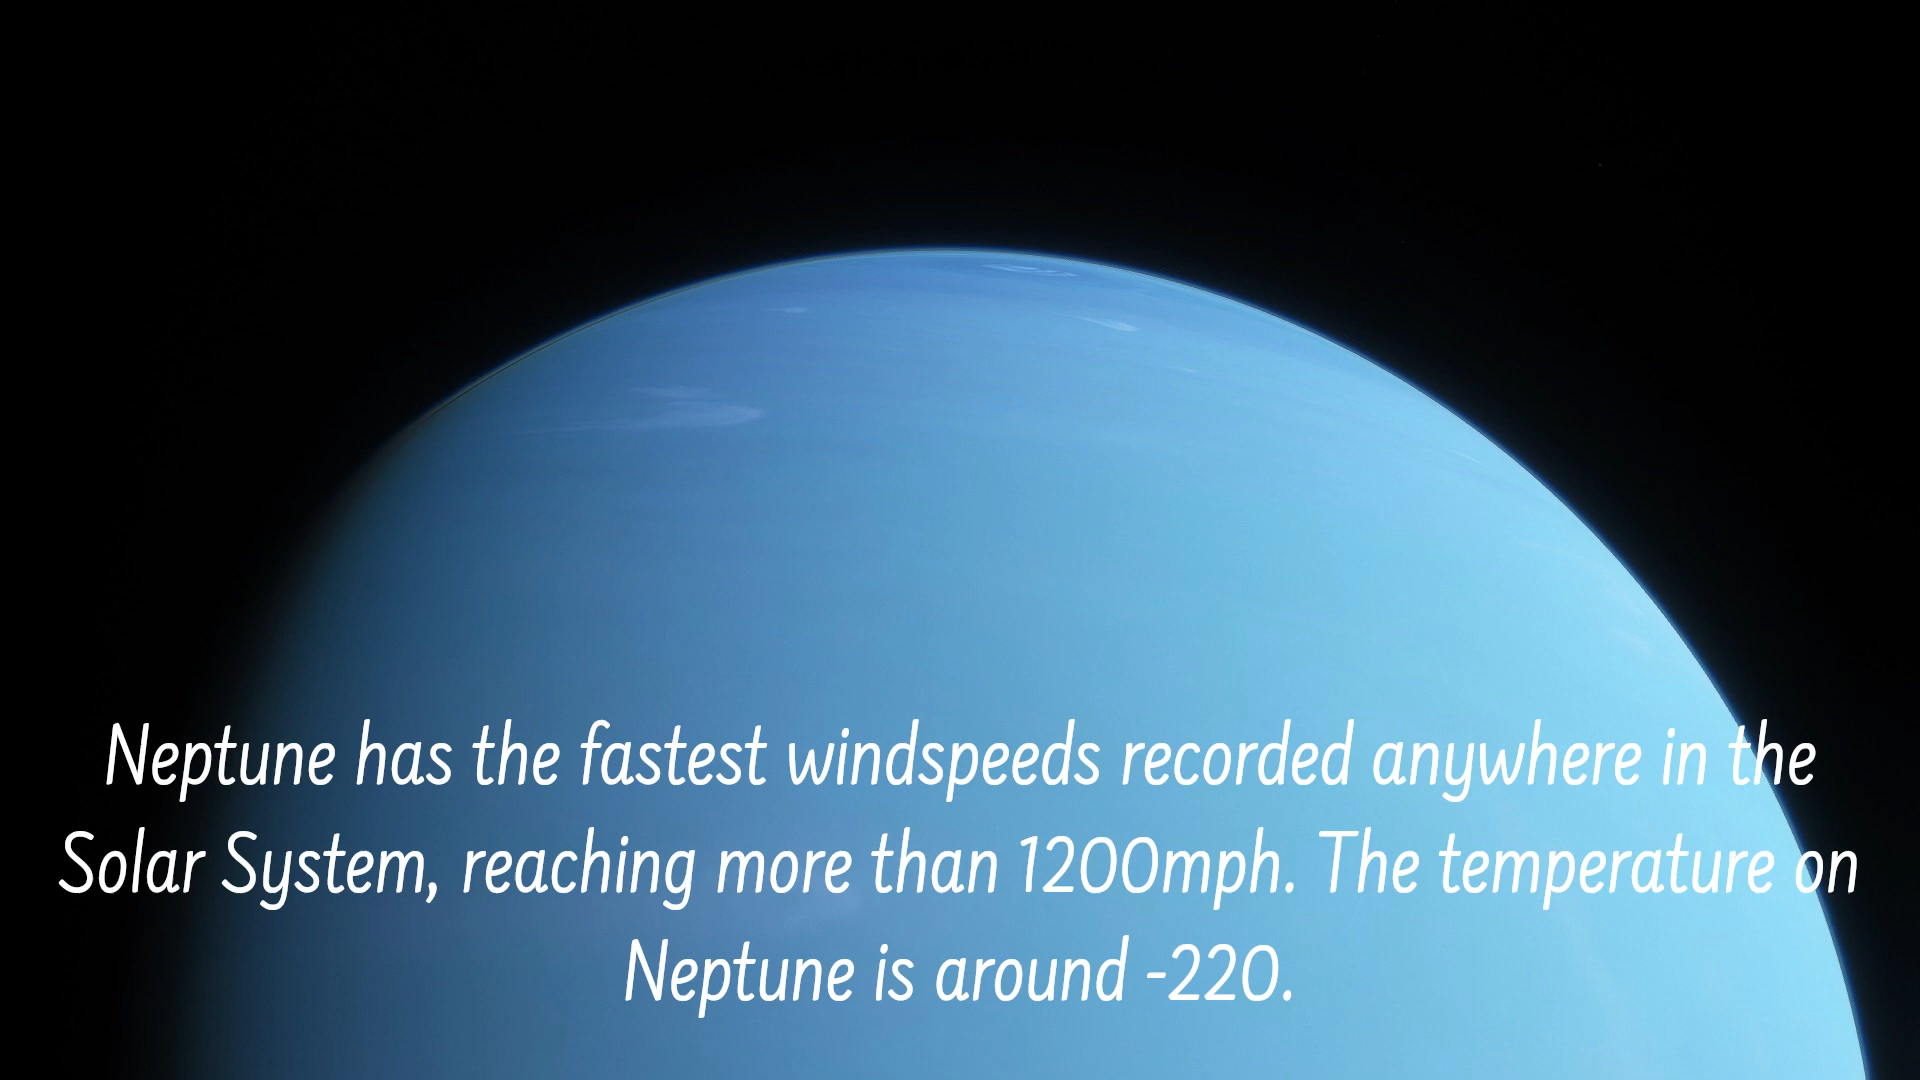 Neptune has the fastest windspeeds recorded anywhere in the
Solar System, reaching more than 1200mph. The temperature on
Neptune is around -220.